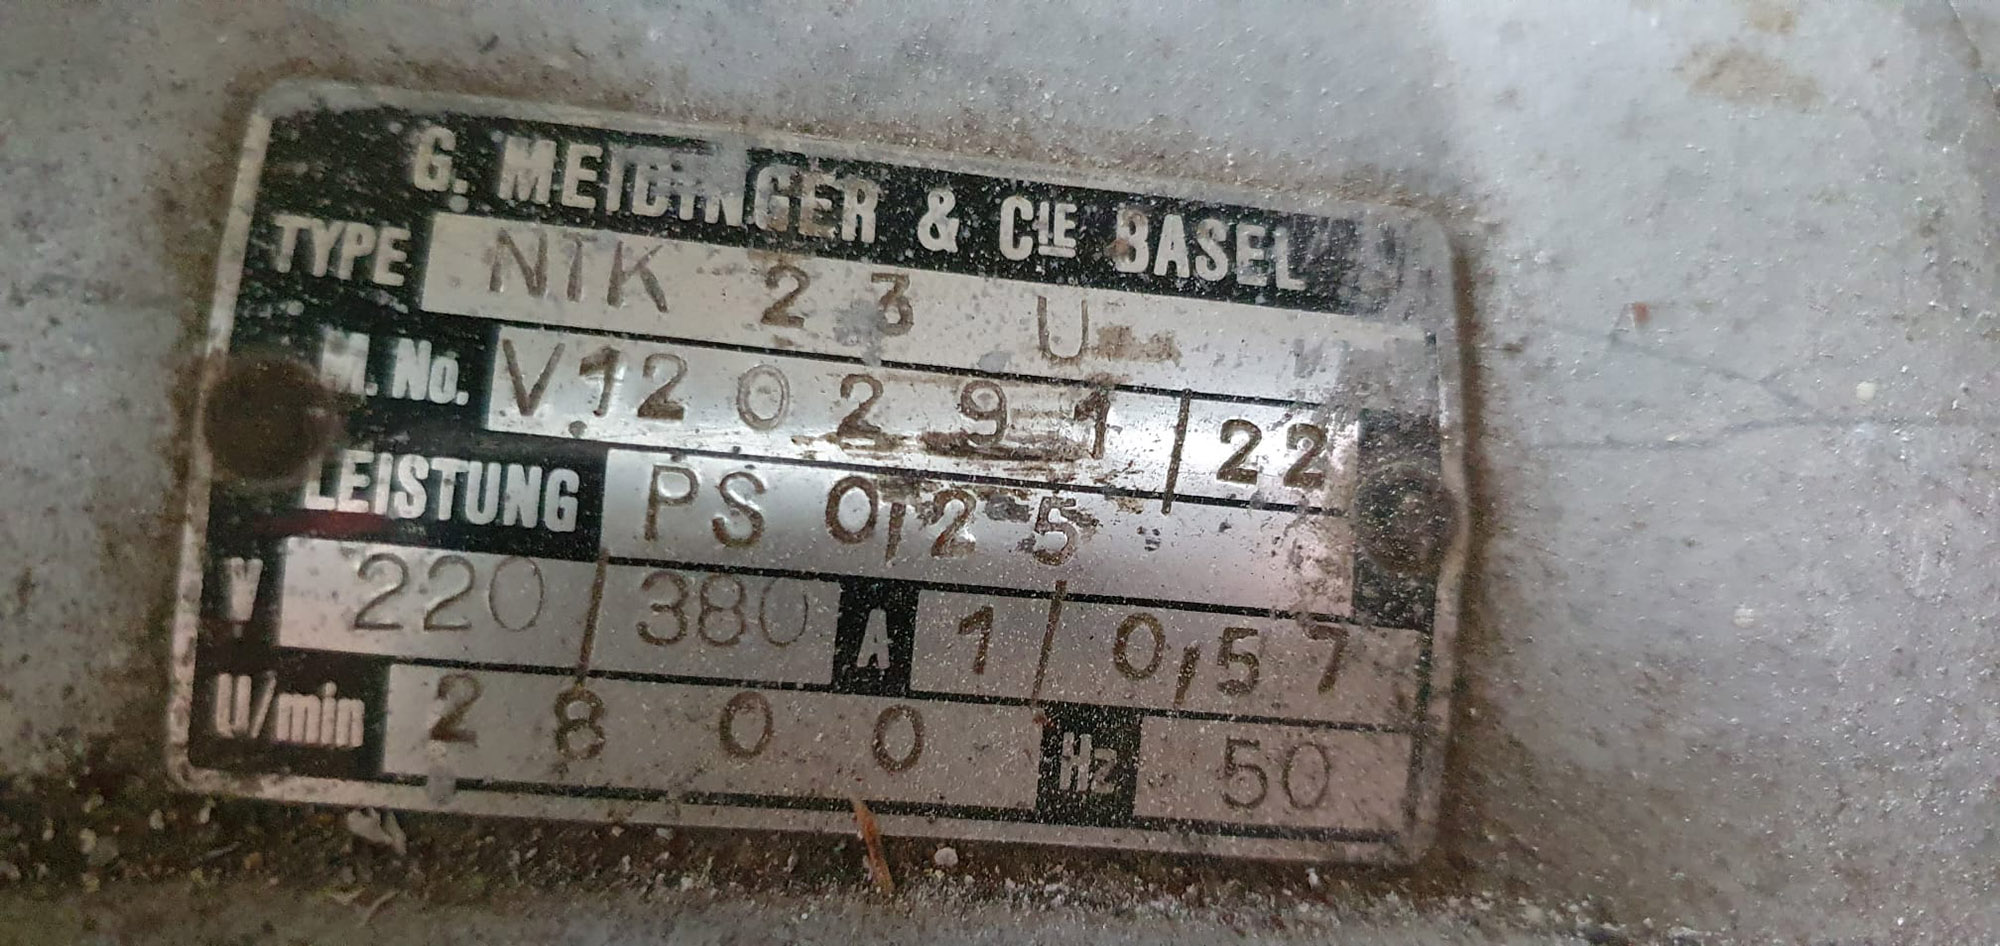 G. MEIDINGER & CIE BASEL
TYPE NTK 23 U
M. No. V120291/22
LEISTUNG PS 0,25
V 220/380 A 1/0,57
U/min 2800 Hz 50